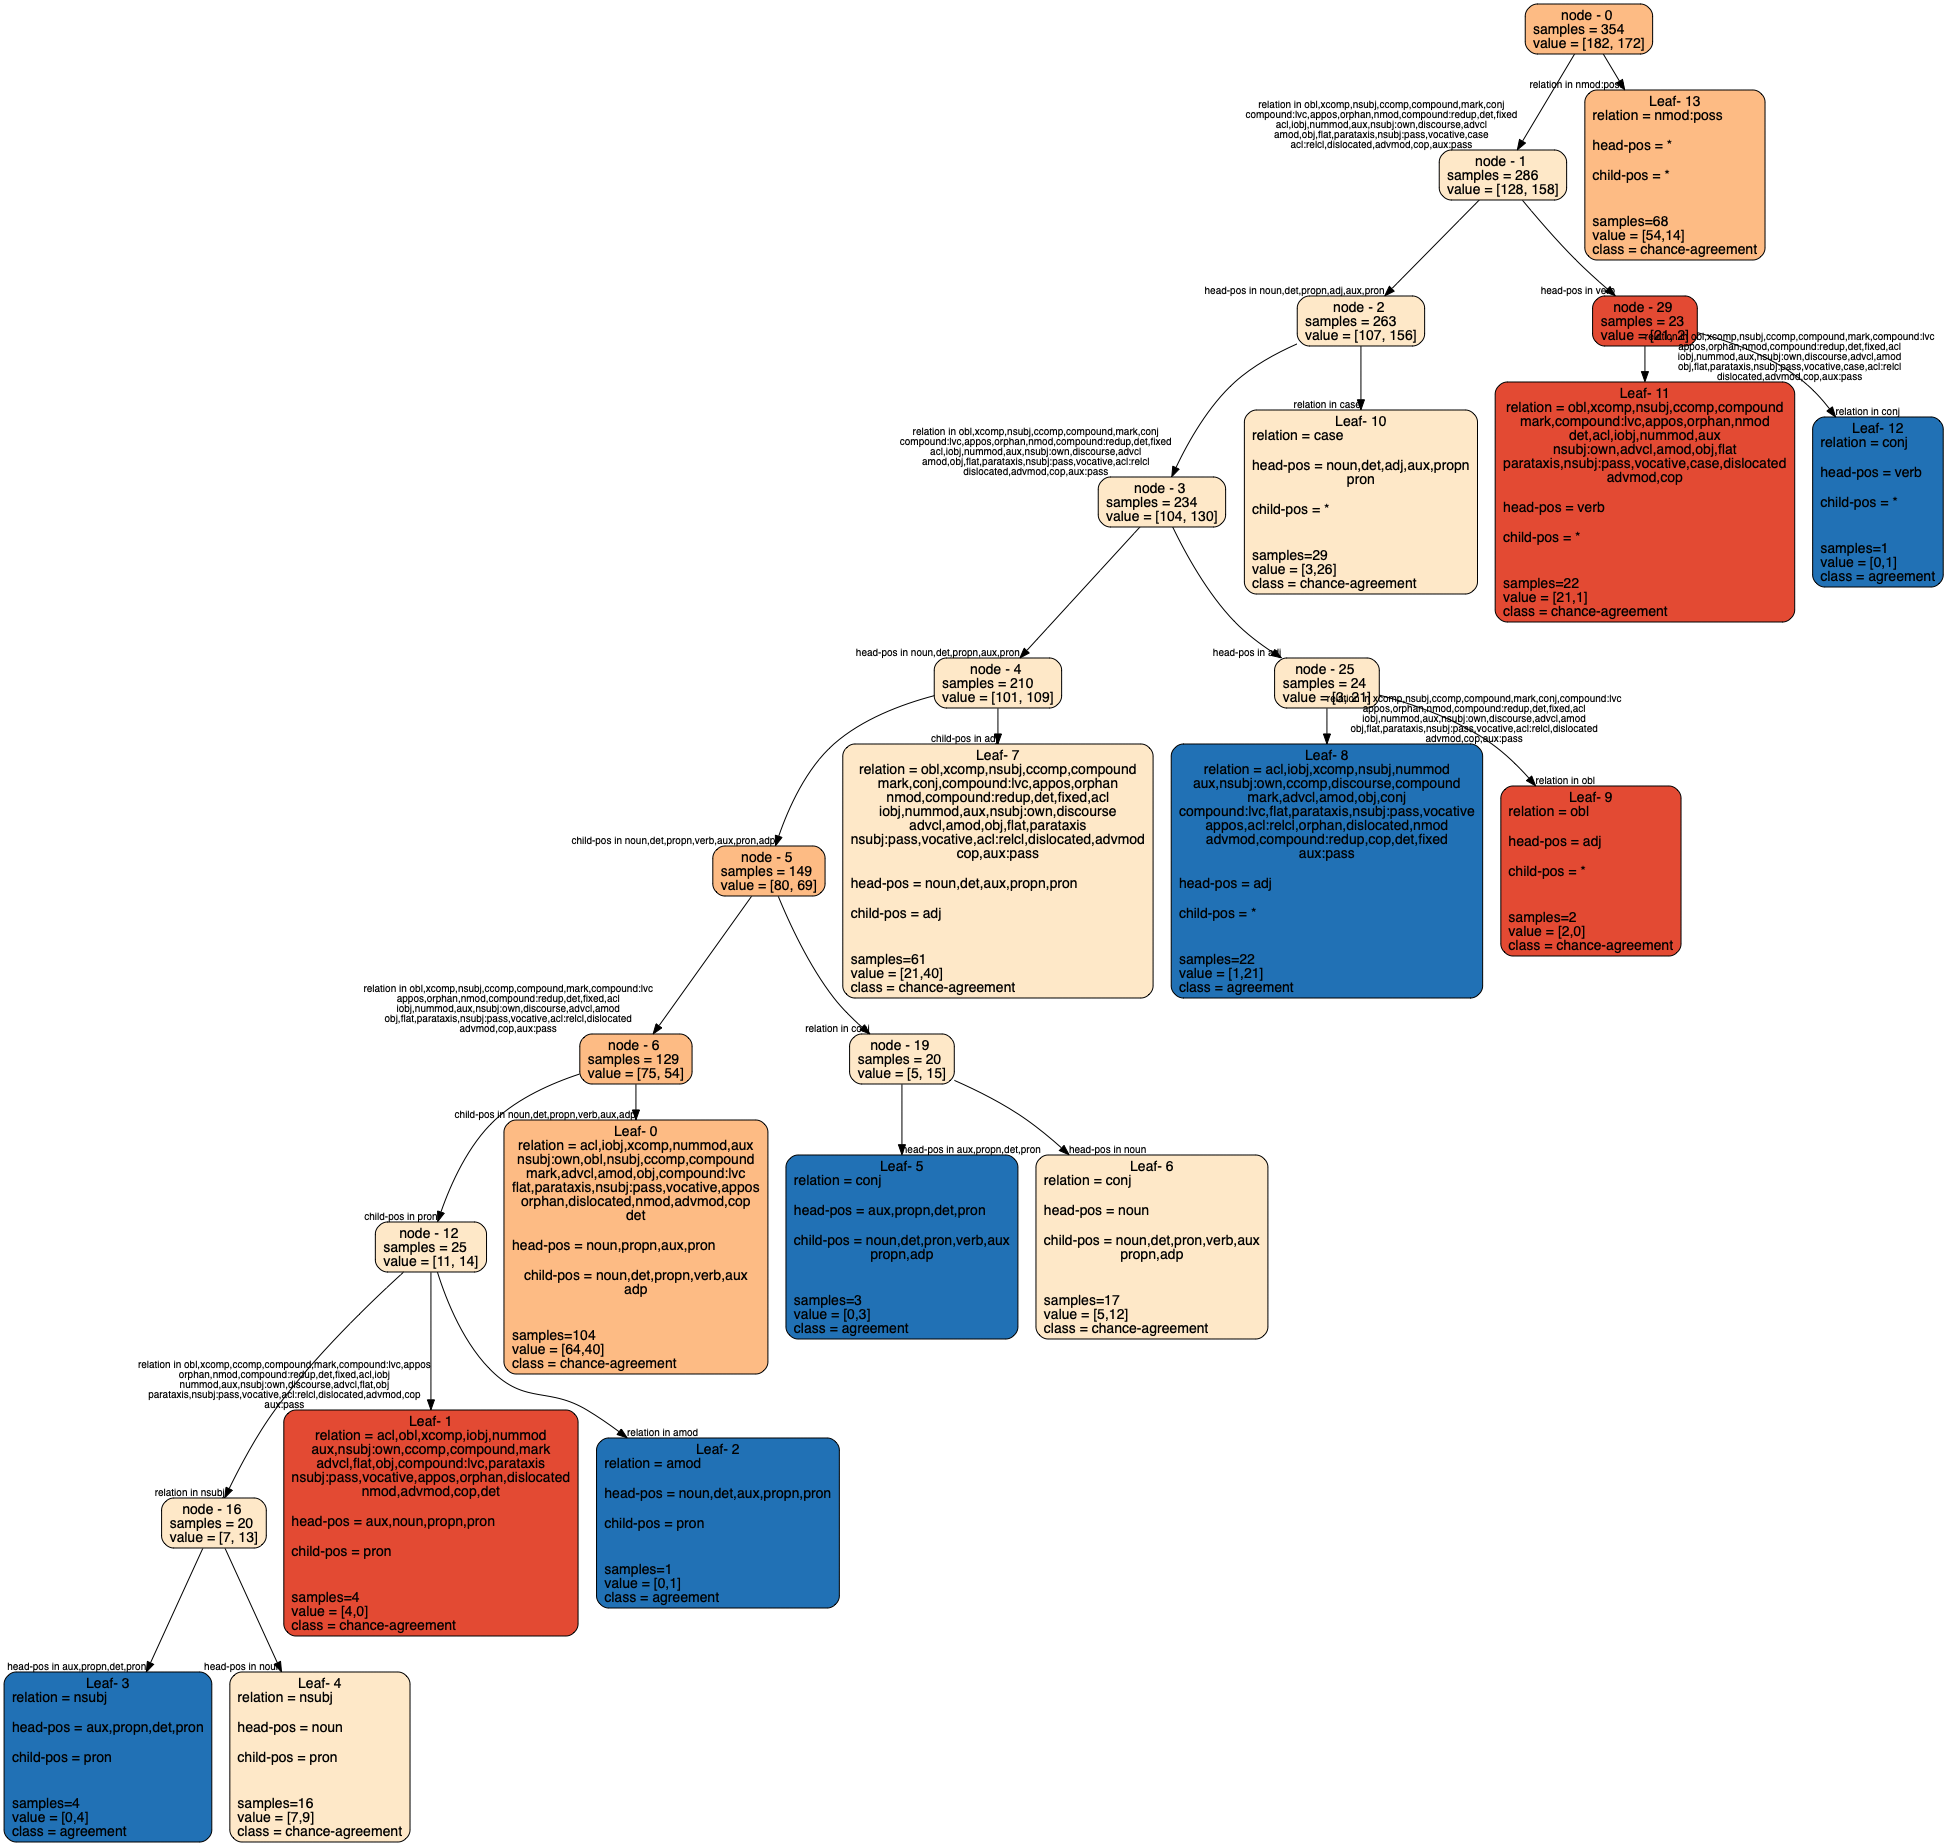 node - 0
samples = 354
value = [182, 172]
relation in nmod:poss
relation in obl,xcomp,nsubj,ccomp,compound,mark,conj
compound:lvc,appos,orphan,nmod,compound:redup,det,fixed
acl,iobj,nummod,aux,nsubj:own,discourse,advcl
amod,obj,flat,parataxis,nsubj:pass,vocative,case
acl:relcl,dislocated,advmod,cop,aux:pass
Leaf- 13
relation = nmod:poss
head-pos = *
child-pos = *
samples=68
value = [54,14]
class = chance-agreement
node - 1
samples = 286
value = [128, 158]
head-pos in noun,det,propn,adj,aux,pron
node - 2
samples = 263
value = [107, 156]
head-pos in verb
node - 29
samples = 23
value = [21, 2]
relation in obl,xcomp,nsubj,ccomp,compound,mark,compound:lvc
appos,orphan,nmod,compound:redup,det,fixed,acl
iobj,nummod,aux,nsubj:own,discourse,advcl,amod
obj,flat,parataxis,nsubj:pass,vocative,case,acl:relcl
dislocated,advmod,cop,aux:pass
Leaf- 11
relation = obl,xcomp,nsubj,ccomp,compound
mark,compound:lvc,appos,orphan,nmod
det,acl,iobj,nummod,aux
nsubj:own,advcl,amod,obj,flat
parataxis,nsubj:pass,vocative,case,dislocated
advmod,cop
head-pos = verb
child-pos = *
samples=22
value = [21,1]
class = chance-agreement
relation in conj
Leaf- 12
relation = conj
head-pos = verb
child-pos = *
samples=1
value = [0,1]
class = agreement
relation in case
Leaf- 10
relation = case
head-pos = noun,det,adj,aux,propn
pron
child-pos = *
samples=29
value = [3,26]
class = chance-agreement
relation in obl,xcomp,nsubj,ccomp,compound,mark,conj
compound:lvc,appos,orphan,nmod,compound:redup,det,fixed
acl,iobj,nummod,aux,nsubj:own,discourse,advcl
amod,obj,flat,parataxis,nsubj:pass,vocative,acl:relcl
dislocated,advmod,cop,aux:pass
node - 3
samples = 234
value = [104, 130]
head-pos in noun,det,propn,aux,pron
node - 4
samples = 210
value = [101, 109]
head-pos in adj
node - 25
samples = 24
value = [3, 21]
relation in xcomp,nsubj,ccomp,compound,mark,conj,compound:lvc
appos,orphan,nmod,compound:redup,det,fixed,acl
iobj,nummod,aux,nsubj:own,discourse,advcl,amod
obj,flat,parataxis,nsubj:pass,vocative,acl:relcl,dislocated
advmod,cop,aux:pass
child-pos in adj
Leaf- 7
relation = obl,xcomp,nsubj,ccomp,compound
mark,conj,compound:lvc,appos,orphan
nmod,compound:redup,det,fixed,acl
iobj,nummod,aux,nsubj:own,discourse
advcl,amod,obj,flat,parataxis
nsubj:pass,vocative,acl:relcl,dislocated,advmod
cop,aux:pass
head-pos = noun,det,aux,propn,pron
child-pos = adj
samples=61
value = [21,40]
class = chance-agreement
Leaf- 8
relation = acl,iobj,xcomp,nsubj,nummod
aux,nsubj:own,ccomp,discourse,compound
mark,advcl,amod,obj,conj
compound:lvc,flat,parataxis,nsubj:pass,vocative
appos,acl:relcl,orphan,dislocated,nmod
advmod,compound:redup,cop,det,fixed
aux:pass
head-pos = adj
child-pos = *
samples=22
value = [1,21]
class = agreement
relation in obl
Leaf- 9
relation = obl
head-pos = adj
child-pos = *
samples=2
value = [2,0]
class = chance-agreement
child-pos in noun,det,propn,verb,aux,pron,adp
node - 5
samples = 149
value = [80, 69]
relation in obl,xcomp,nsubj,ccomp,compound,mark,compound:lvc
appos,orphan,nmod,compound:redup,det,fixed,acl
iobj,nummod,aux,nsubj:own,discourse,advcl,amod
obj,flat,parataxis,nsubj:pass,vocative,acl:relcl,dislocated
advmod,cop,aux:pass
node - 6
samples = 129
value = [75, 54]
relation in conj
node - 19
samples = 20
value = [5, 15]
child-pos in noun,det,propn,verb,aux,adp
Leaf- 0
relation = acl,iobj,xcomp,nummod,aux
nsubj:own,obl,nsubj,ccomp,compound
mark,advcl,amod,obj,compound:lvc
flat,parataxis,nsubj:pass,vocative,appos
orphan,dislocated,nmod,advmod,cop
det
head-pos = noun,propn,aux,pron
child-pos = noun,det,propn,verb,aux
adp
samples=104
value = [64,40]
class = chance-agreement
head-pos in aux,propn,det,pron
Leaf- 5
relation = conj
head-pos = aux,propn,det,pron
child-pos = noun,det,pron,verb,aux
propn,adp
samples=3
value = [0,3]
class = agreement
head-pos in noun
Leaf- 6
relation = conj
head-pos = noun
child-pos = noun,det,pron,verb,aux
propn,adp
samples=17
value = [5,12]
class = chance-agreement
child-pos in pron
node - 12
samples = 25
value = [11, 14]
relation in obl,xcomp,ccomp,compound,mark,compound:lvc,appos
orphan,nmod,compound:redup,det,fixed,acl,iobj
nummod,aux,nsubj:own,discourse,advcl,flat,obj
parataxis,nsubj:pass,vocative,acl:relcl,dislocated,advmod,cop
aux:pass
Leaf- 1
relation = acl,obl,xcomp,iobj,nummod
aux,nsubj:own,ccomp,compound,mark
advcl,flat,obj,compound:lvc,parataxis
nsubj:pass,vocative,appos,orphan,dislocated
nmod,advmod,cop,det
head-pos = aux,noun,propn,pron
child-pos = pron
samples=4
value = [4,0]
class = chance-agreement
relation in amod
Leaf- 2
relation = amod
head-pos = noun,det,aux,propn,pron
child-pos = pron
samples=1
value = [0,1]
class = agreement
relation in nsubj
node - 16
samples = 20
value = [7, 13]
head-pos in aux,propn,det,pron
Leaf- 3
relation = nsubj
head-pos = aux,propn,det,pron
child-pos = pron
samples=4
value = [0,4]
class = agreement
head-pos in noun
Leaf- 4
relation = nsubj
head-pos = noun
child-pos = pron
samples=16
value = [7,9]
class = chance-agreement